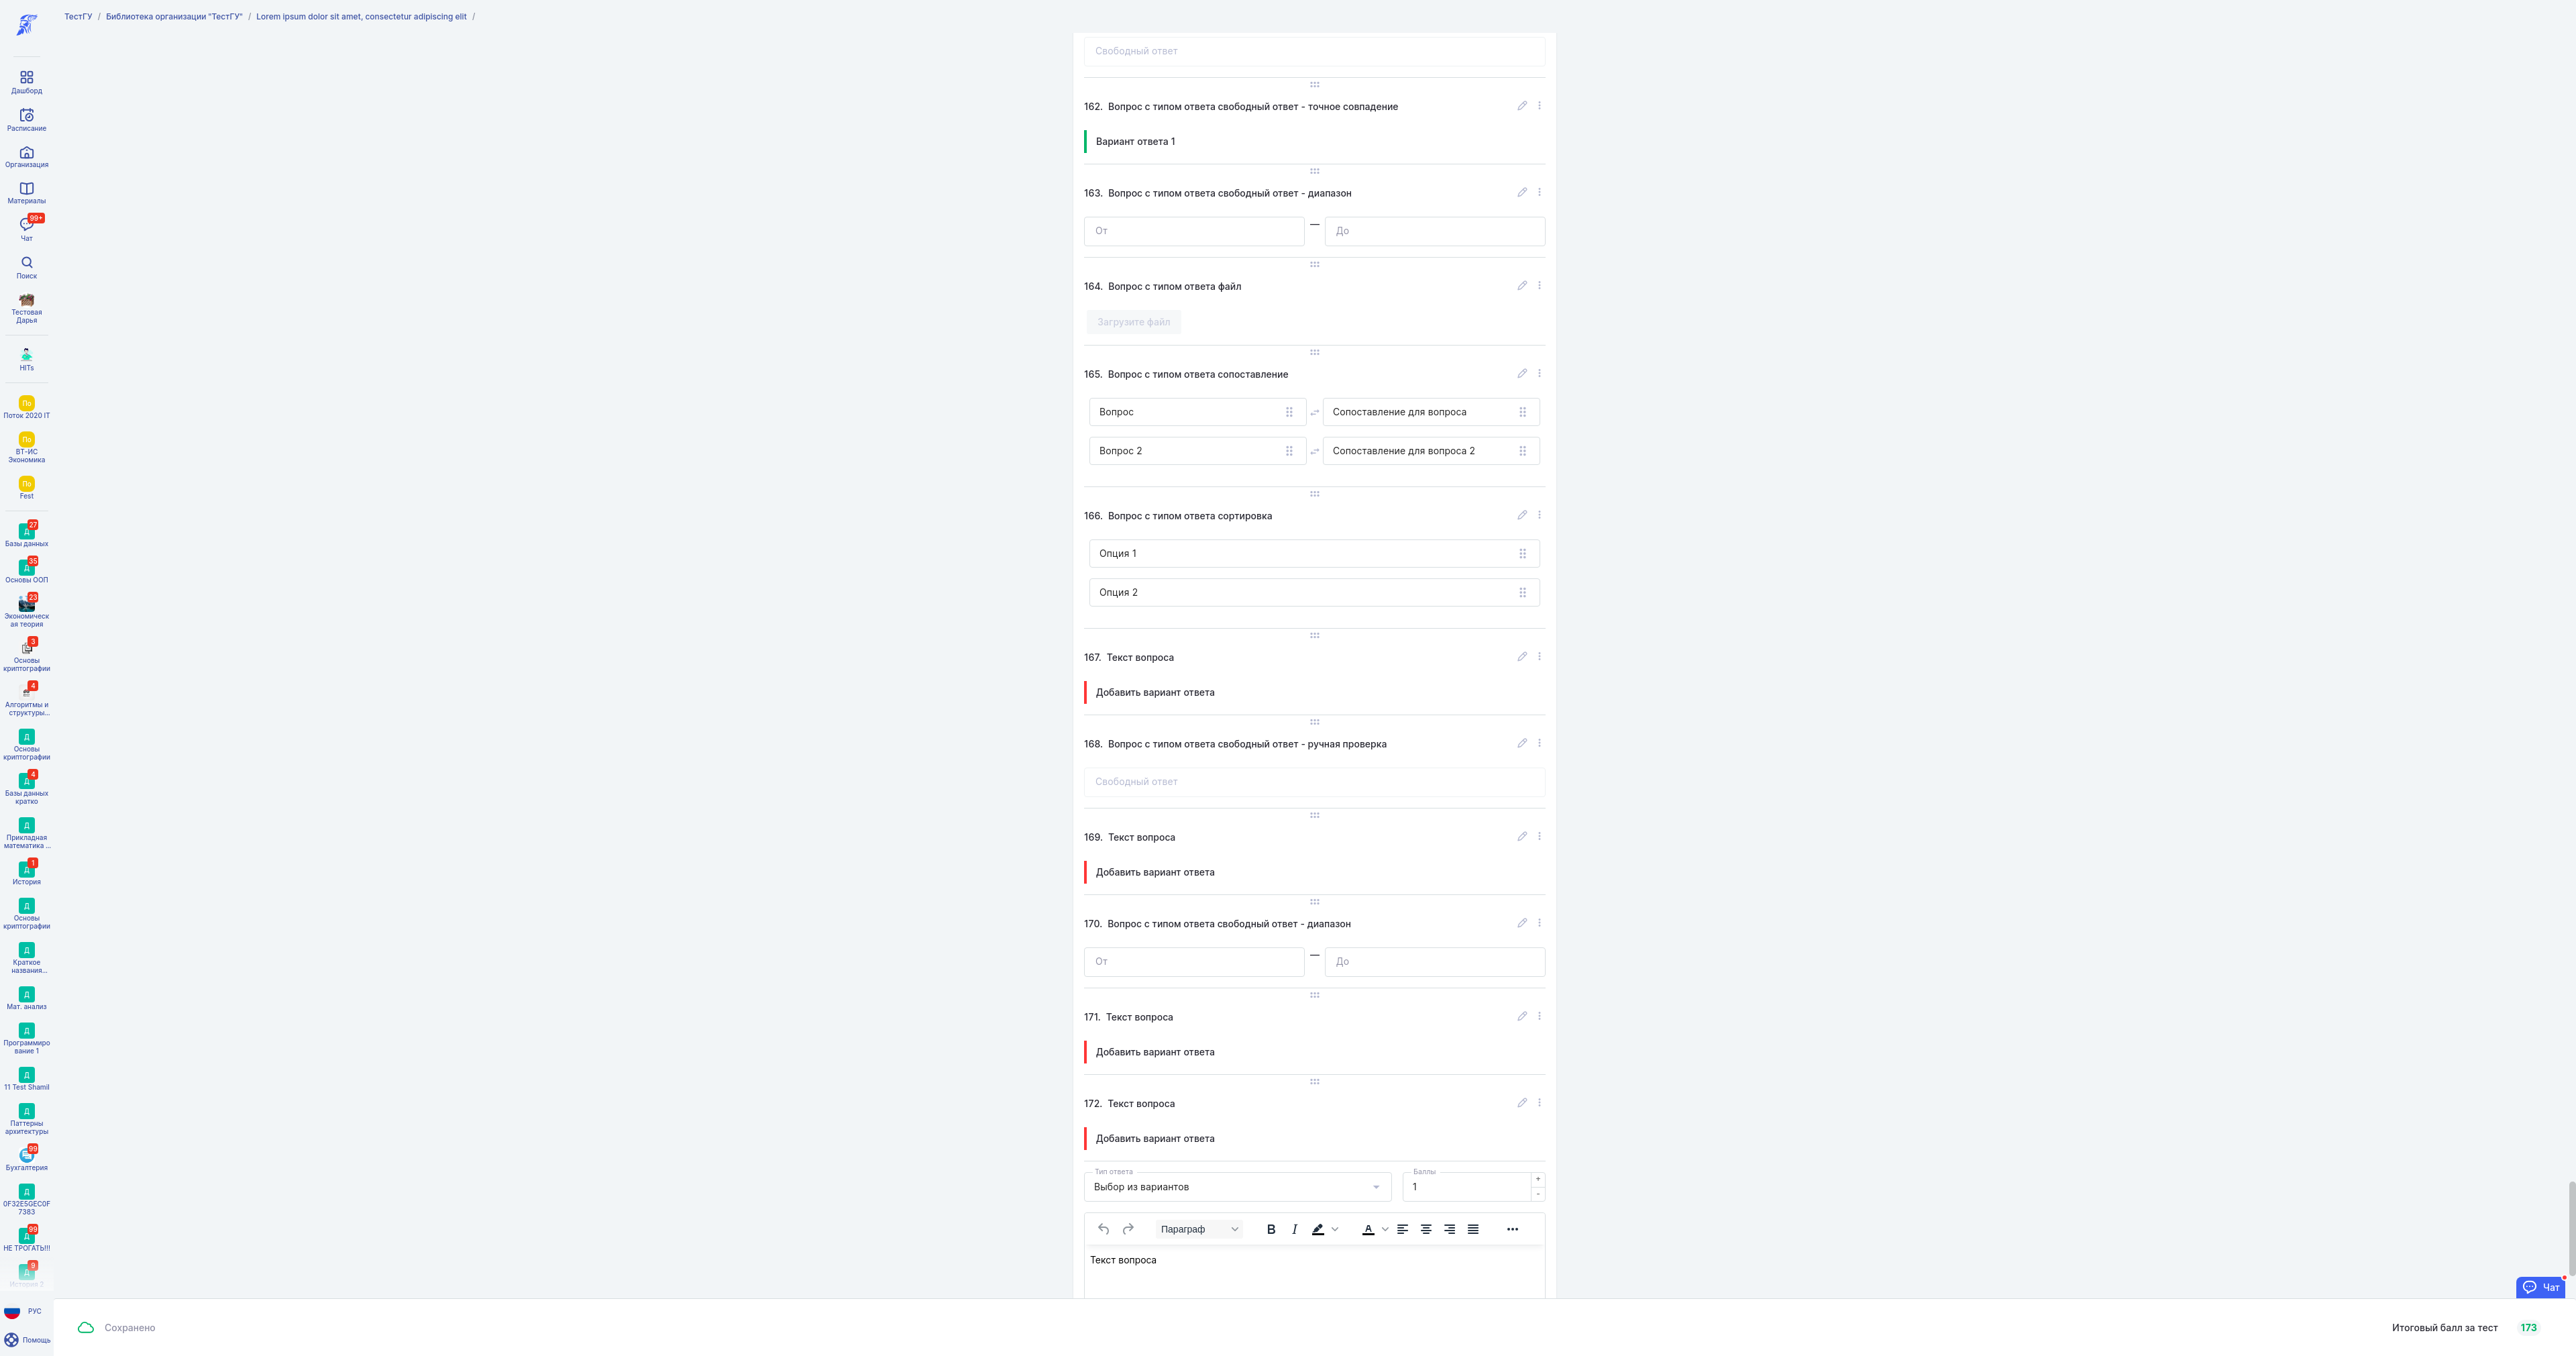 ТестГУ / Библиотека организации "ТестГУ" / Lorem ipsum dolor sit amet, consectetur adipiscing elit /
Дашборд
Расписание
Организация
Материалы
99+
Чат
Поиск
Тестовая
Дарья
HITs
По
Поток 2020 IT
По
ВТ-ИС
Экономика
По
Fest
27
Д
Базы данных
35
Д
Основы ООП
23
Экономическ
ая теория
3
Основы
криптографии
4
Алгоритмы и
структуры...
Д
Основы
криптографии
4
Д
Базы данных
кратко
Д
Прикладная
математика ...
1
Д
История
Д
Основы
криптографии
Д
Краткое
названия...
Д
Мат. анализ
Д
Программиро
вание 1
Д
11 Test Shamil
Д
Паттерны
архитектуры
99
Бухгалтерия
Д
0F32E5GEC0F
7383
99
Д
НЕ ТРОГАТЬ!!!
9
Д
История 2
РУС
Помощь
Свободный ответ
162. Вопрос с типом ответа свободный ответ - точное совпадение
Вариант ответа 1
163. Вопрос с типом ответа свободный ответ - диапазон
От — До
164. Вопрос с типом ответа файл
Загрузите файл
165. Вопрос с типом ответа сопоставление
Вопрос Сопоставление для вопроса
Вопрос 2 Сопоставление для вопроса 2
166. Вопрос с типом ответа сортировка
Опция 1
Опция 2
167. Текст вопроса
Добавить вариант ответа
168. Вопрос с типом ответа свободный ответ - ручная проверка
Свободный ответ
169. Текст вопроса
Добавить вариант ответа
170. Вопрос с типом ответа свободный ответ - диапазон
От — До
171. Текст вопроса
Добавить вариант ответа
172. Текст вопроса
Добавить вариант ответа
Тип ответа Баллы
Выбор из вариантов 1 + -
Параграф B I A
Текст вопроса
Чат
Сохранено
Итоговый балл за тест 173